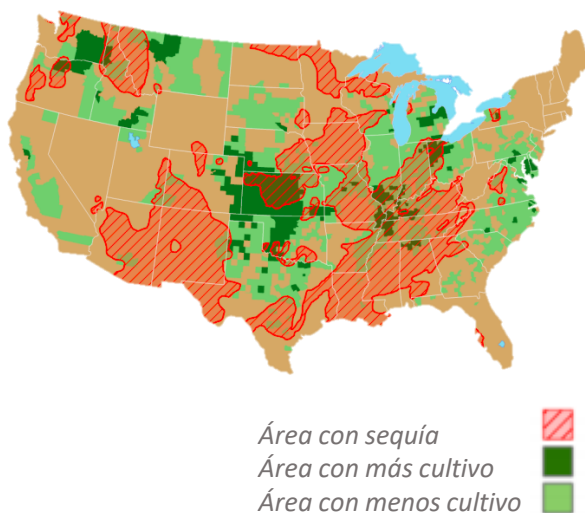 Área con sequía
Área con más cultivo
Área con menos cultivo